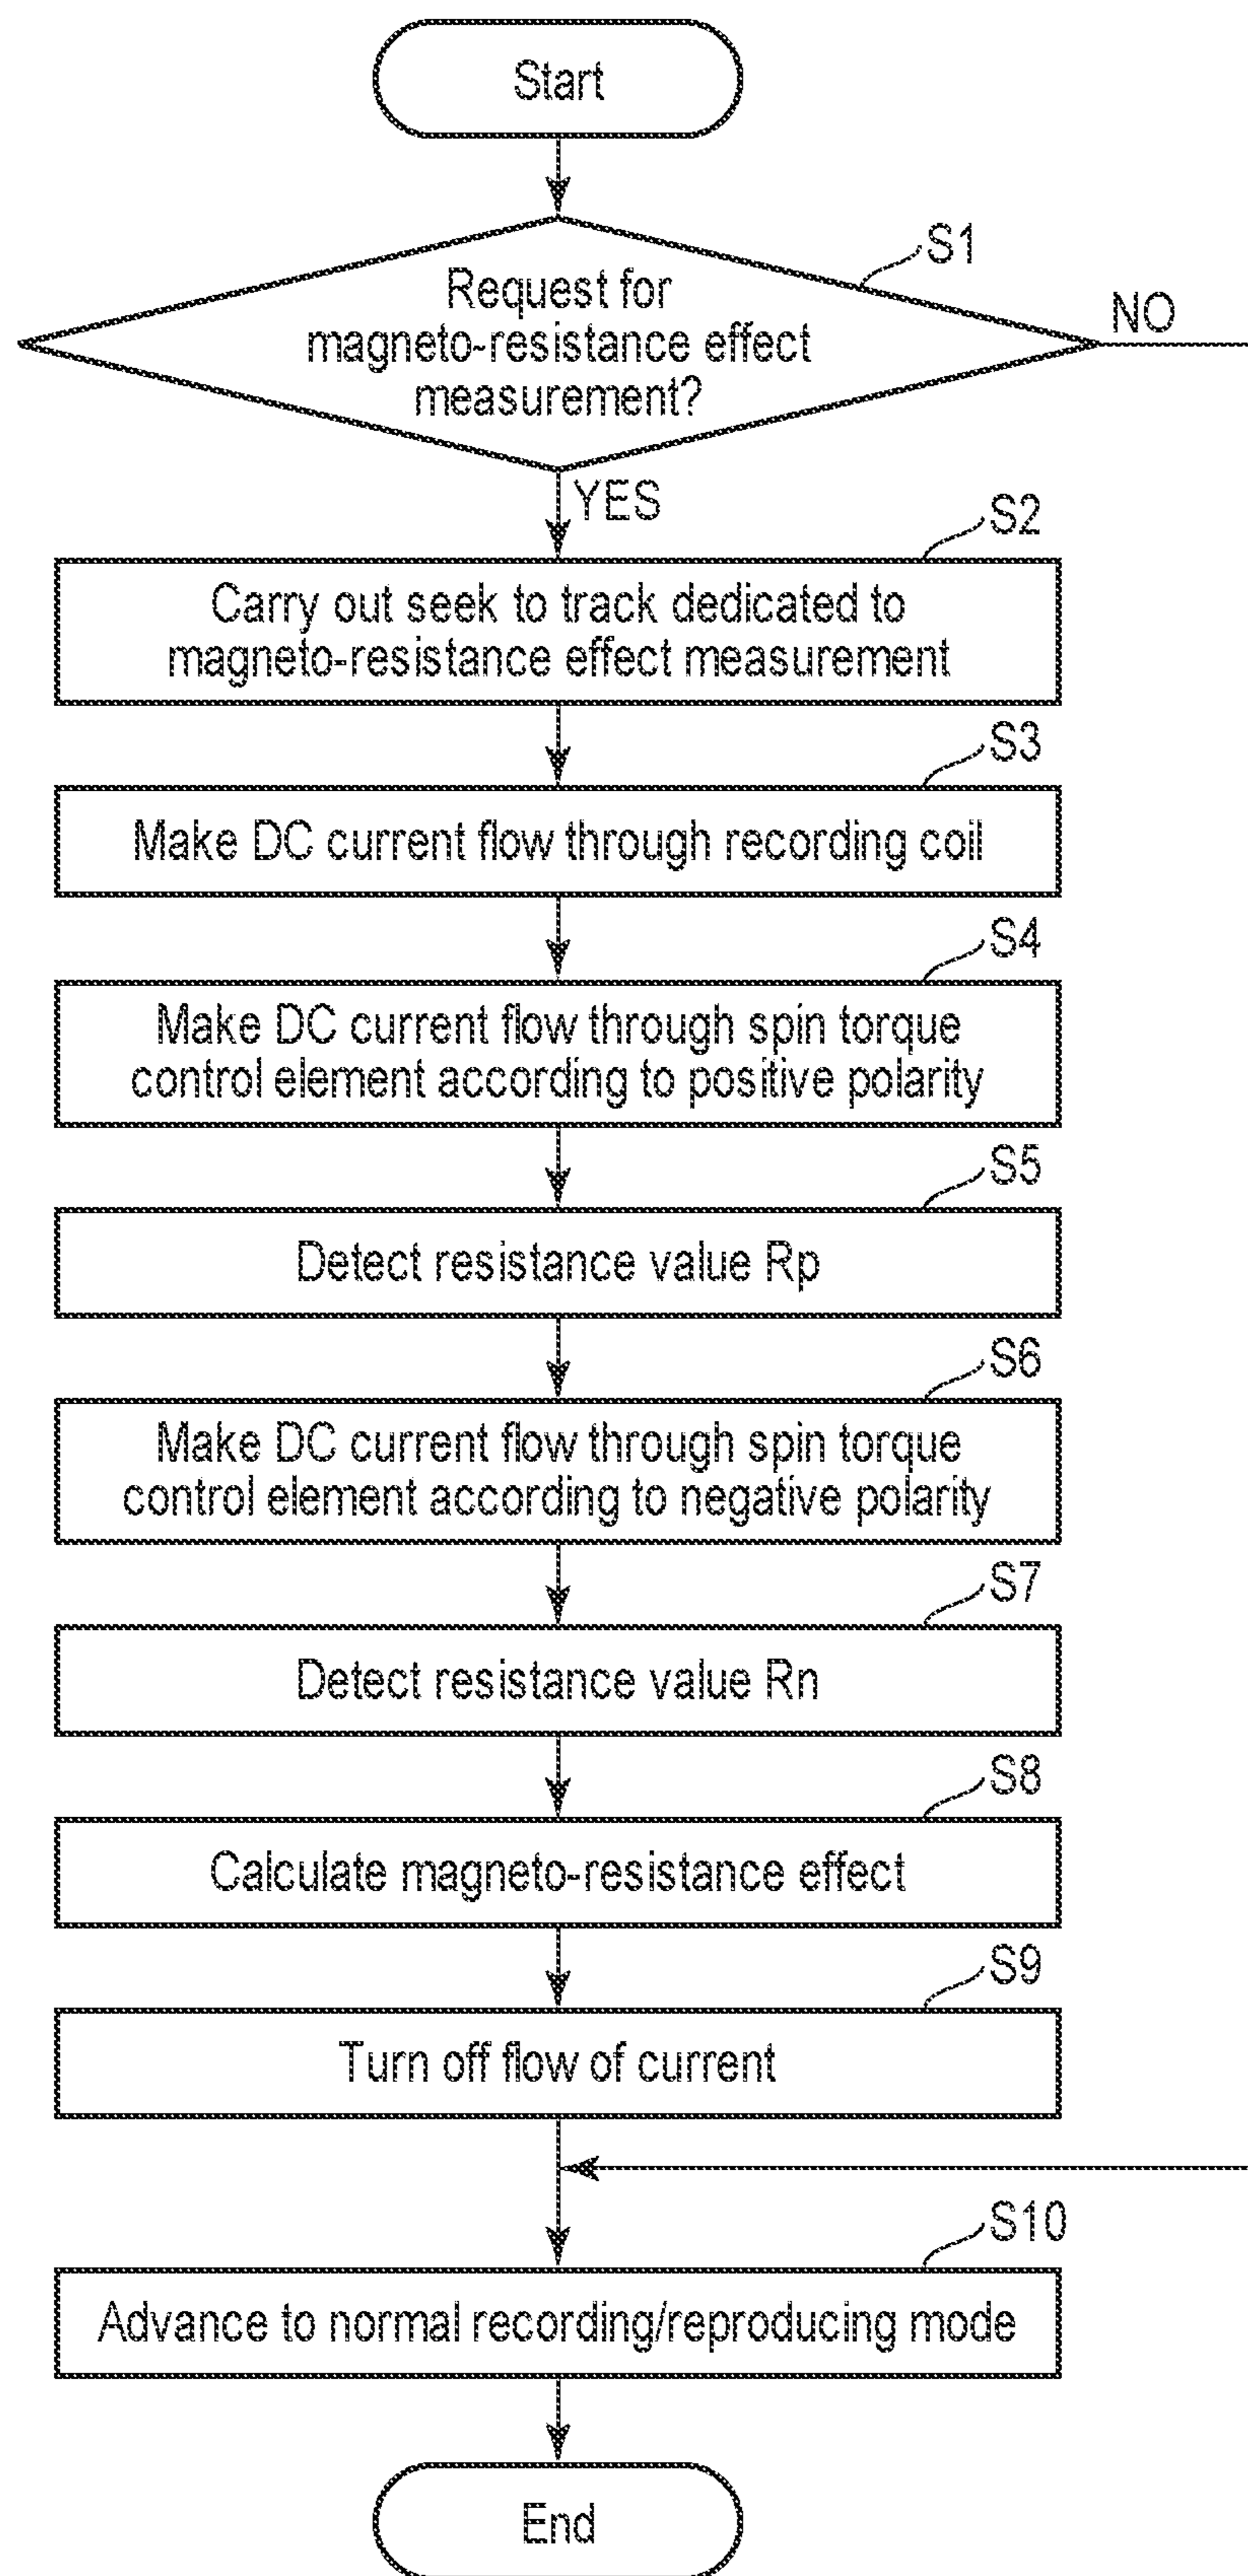 Start
S1
Request for
magneto-resistance effect
measurement?
NO
YES
S2
Carry out seek to track dedicated to
magneto-resistance effect measurement
S3
Make DC current flow through recording coil
S4
Make DC current flow through spin torque
control element according to positive polarity
S5
Detect resistance value Rp
S6
Make DC current flow through spin torque
control element according to negative polarity
S7
Detect resistance value Rn
S8
Calculate magneto-resistance effect
S9
Turn off flow of current
S10
Advance to normal recording/reproducing mode
End